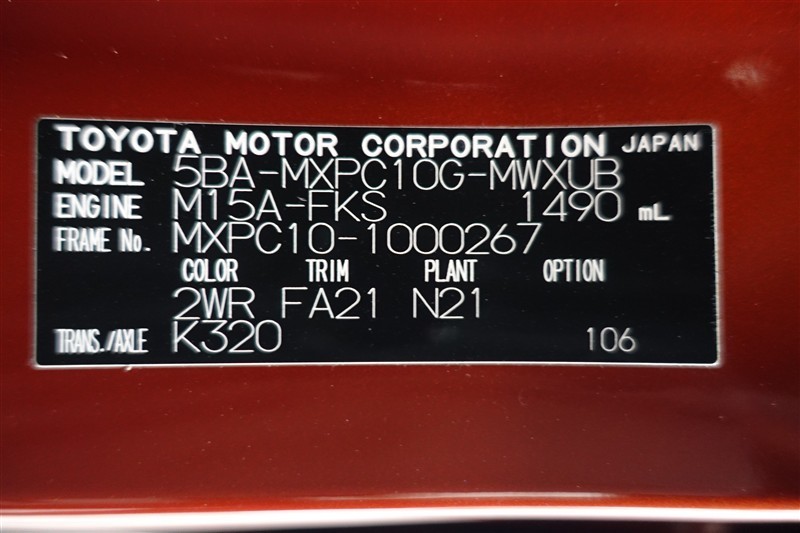 TOYOTA MOTOR CORPORATION JAPAN
MODEL 5BA-MXPC10G-MWXUB
ENGINE M15A-FKS 1490 mL
FRAME No. MXPC10-1000267
COLOR TRIM PLANT OPTION
2WR FA21 N21
TRANS./AXLE K320 106